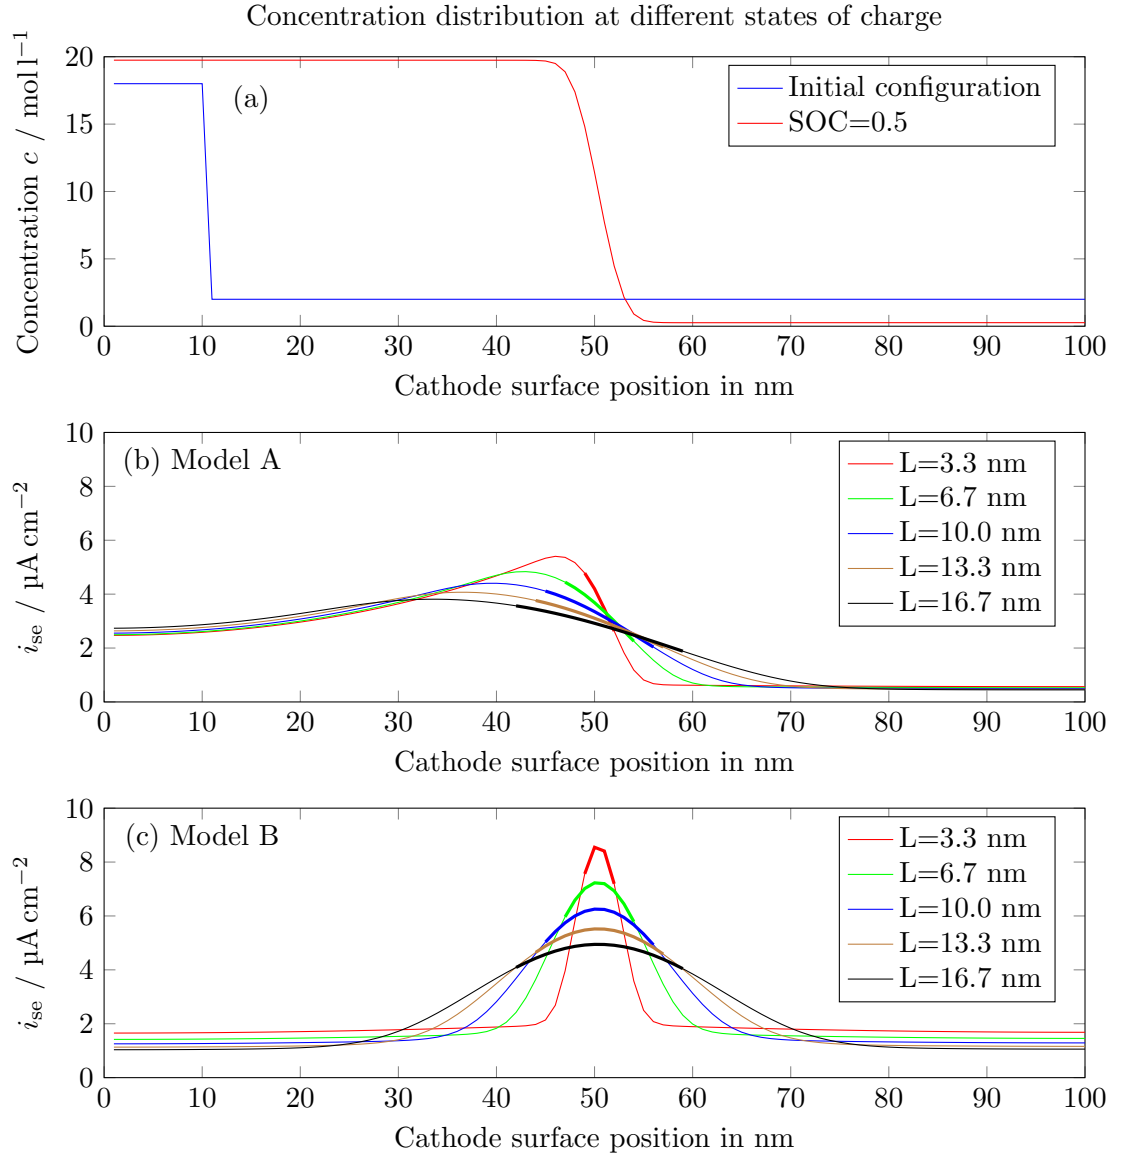 Concentration distribution at different states of charge
Concentration c / mol l⁻¹
20
15
10
5
0
(a)
Initial configuration
SOC=0.5
0 10 20 30 40 50 60 70 80 90 100
Cathode surface position in nm
i_se / µA cm⁻²
10
8
6
4
2
0
(b) Model A
L=3.3 nm
L=6.7 nm
L=10.0 nm
L=13.3 nm
L=16.7 nm
0 10 20 30 40 50 60 70 80 90 100
Cathode surface position in nm
i_se / µA cm⁻²
10
8
6
4
2
0
(c) Model B
L=3.3 nm
L=6.7 nm
L=10.0 nm
L=13.3 nm
L=16.7 nm
0 10 20 30 40 50 60 70 80 90 100
Cathode surface position in nm